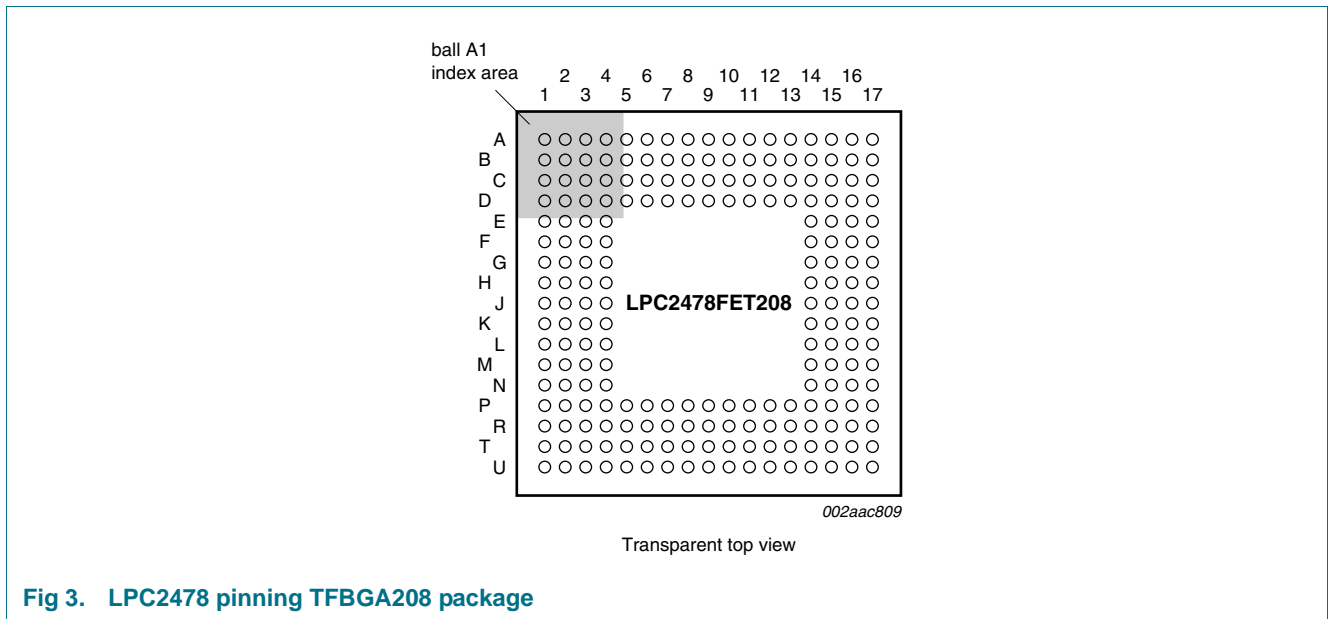 ball A1
index area
2 4 6 8 10 12 14 16
1 3 5 7 9 11 13 15 17
A
B
C
D
E
F
G
H
J
K
L
M
N
P
R
T
U
LPC2478FET208
002aac809
Transparent top view
Fig 3. LPC2478 pinning TFBGA208 package